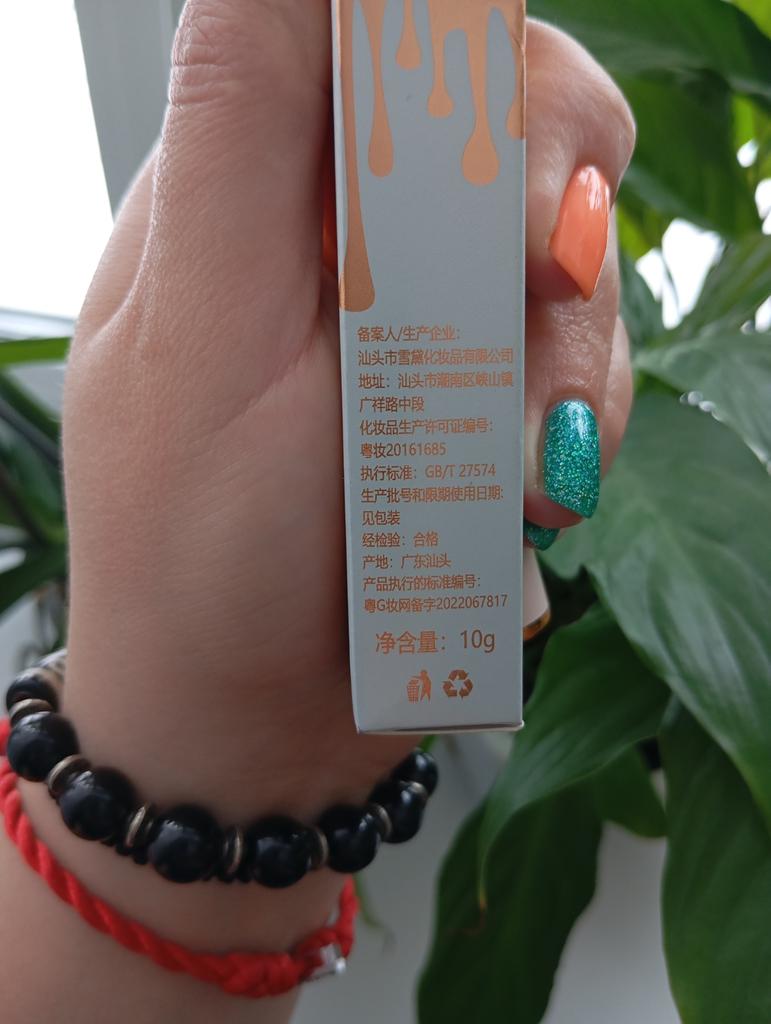 备案人/生产企业：
汕头市雪黛化妆品有限公司
地址：汕头市潮南区峡山镇
广祥路中段
化妆品生产许可证编号：
粤妆20161685
执行标准：GB/T 27574
生产批号和限期使用日期:
见包装
经检验：合格
产地：广东汕头
产品执行的标准编号：
粤G妆网备字2022067817
净含量：10g